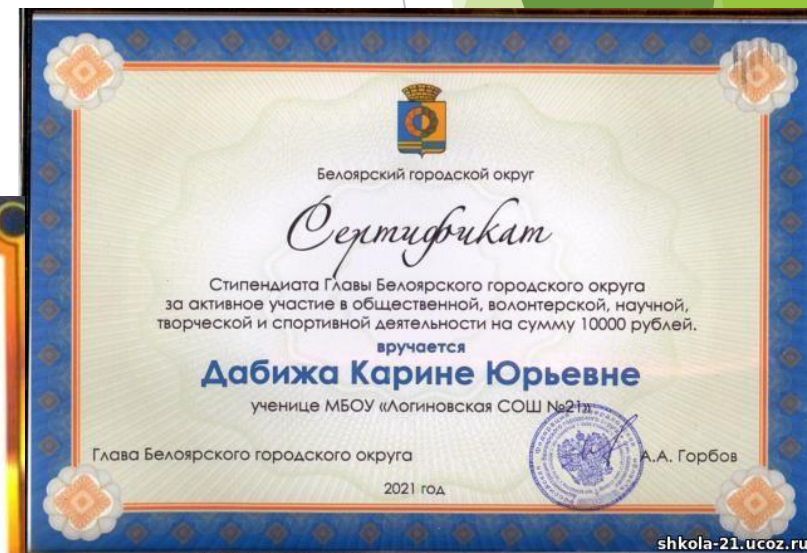 Белоярский городской округ
Сертификат
Стипендиата Главы Белоярского городского округа
за активное участие в общественной, волонтерской, научной,
творческой и спортивной деятельности на сумму 10000 рублей.
вручается
Дабижа Карине Юрьевне
ученице МБОУ «Логиновская СОШ №21»
Глава Белоярского городского округа
А.А. Горбов
2021 год
shkola-21.ucoz.ru